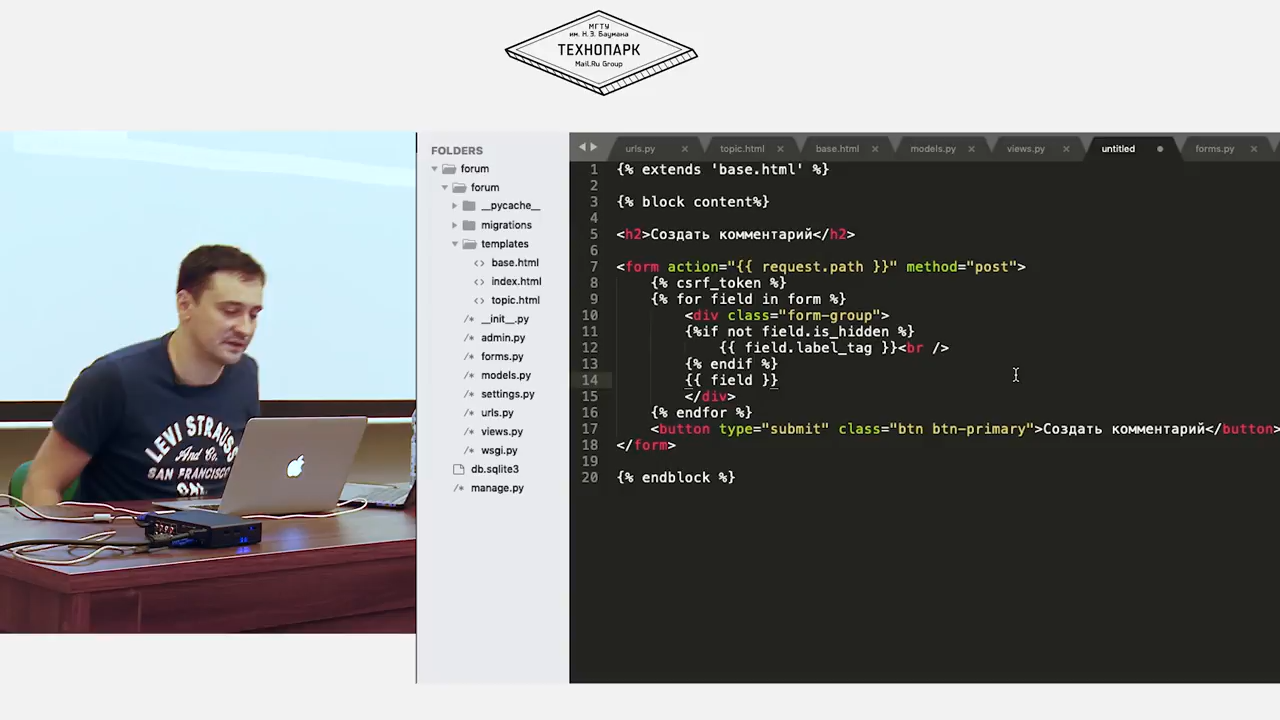 МГТУ
им. Н.Э. Баумана
ТЕХНОПАРК
Mail.Ru Group
FOLDERS
forum
forum
__pycache__
migrations
templates
<> base.html
<> index.html
<> topic.html
/* __init__.py
/* admin.py
/* forms.py
/* models.py
/* settings.py
/* urls.py
/* views.py
/* wsgi.py
db.sqlite3
/* manage.py
urls.py × topic.html × base.html × models.py × views.py × untitled forms.py ×
1 {% extends 'base.html' %}
2
3 {% block content%}
4
5 <h2>Создать комментарий</h2>
6
7 <form action="{{ request.path }}" method="post">
8 {% csrf_token %}
9 {% for field in form %}
10 <div class="form-group">
11 {%if not field.is_hidden %}
12 {{ field.label_tag }}<br />
13 {% endif %}
14 {{ field }}
15 </div>
16 {% endfor %}
17 <button type="submit" class="btn btn-primary">Создать комментарий</button>
18 </form>
19
20 {% endblock %}
LEVI STRAUSS
And Co.
SAN FRANCISCO